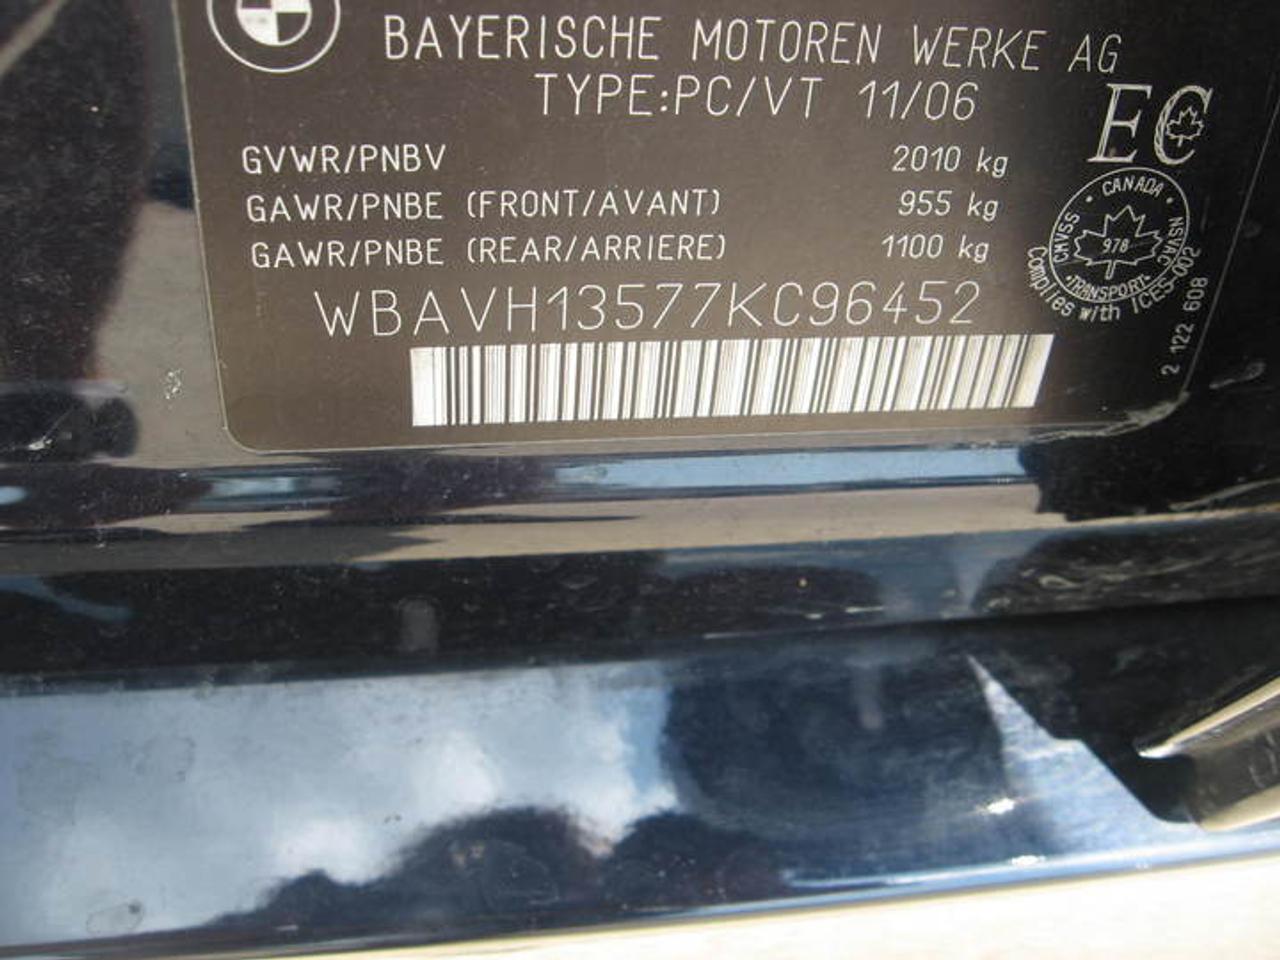 BAYERISCHE MOTOREN WERKE AG
TYPE:PC/VT 11/06
EC
GVWR/PNBV 2010 kg
GAWR/PNBE (FRONT/AVANT) 955 kg
GAWR/PNBE (REAR/ARRIERE) 1100 kg
WBAVH13577KC96452
CANADA
CMVSS 978 NSVAC
TRANSPORT
Complies with ICES-002
2 122 608